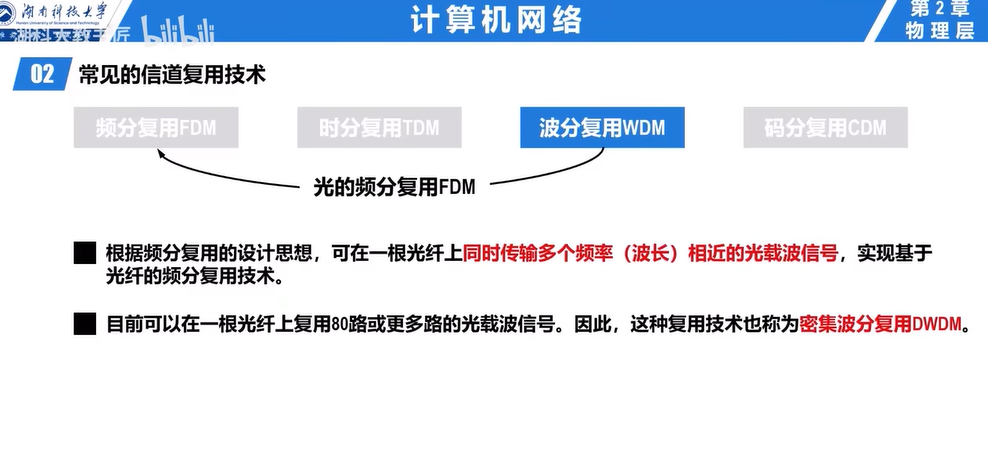 湖南科技大学
Hunan University of Science and Technology
湖科大教书匠
bilibili
计算机网络
第2章
物理层
02 常见的信道复用技术
频分复用FDM 时分复用TDM 波分复用WDM 码分复用CDM
光的频分复用FDM
根据频分复用的设计思想，可在一根光纤上同时传输多个频率（波长）相近的光载波信号，实现基于
光纤的频分复用技术。
目前可以在一根光纤上复用80路或更多路的光载波信号。因此，这种复用技术也称为密集波分复用DWDM。